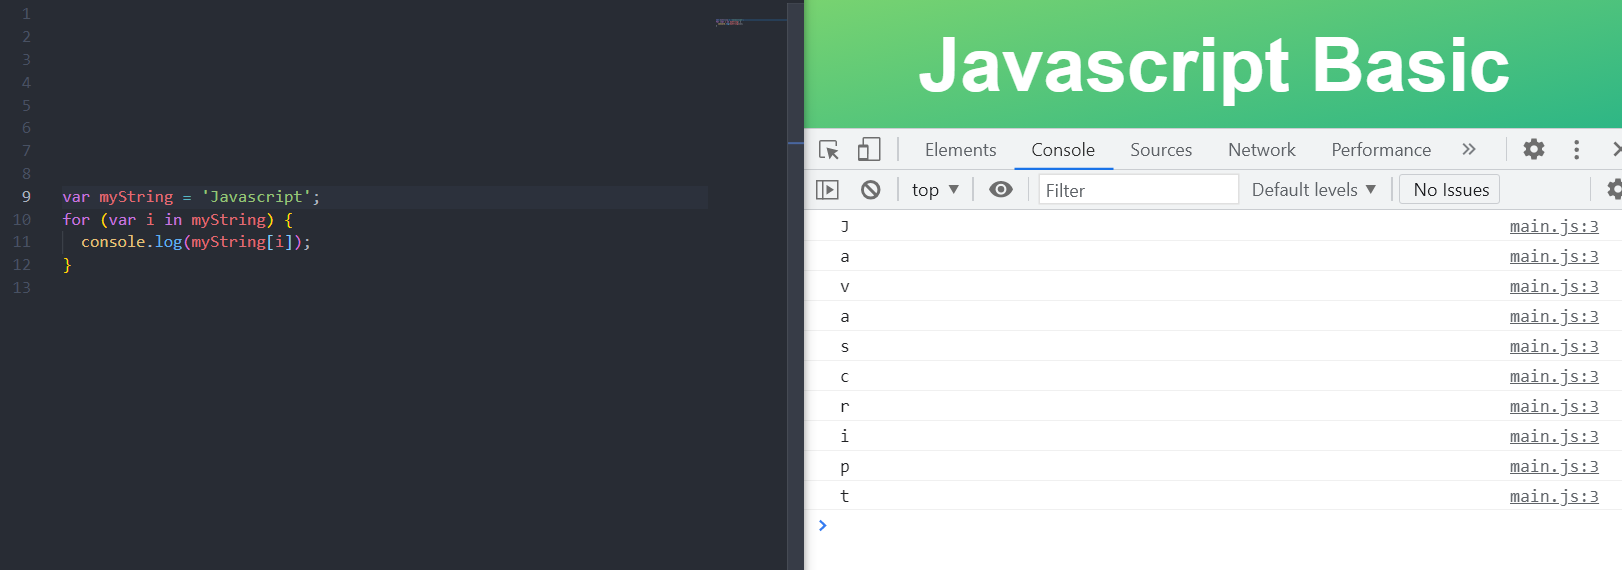 1
2
3
4
5
6
7
8
9 var myString = 'Javascript';
10 for (var i in myString) {
11 console.log(myString[i]);
12 }
13
Javascript Basic
Elements Console Sources Network Performance »
top ▼ Filter Default levels ▼ No Issues
J main.js:3
a main.js:3
v main.js:3
a main.js:3
s main.js:3
c main.js:3
r main.js:3
i main.js:3
p main.js:3
t main.js:3